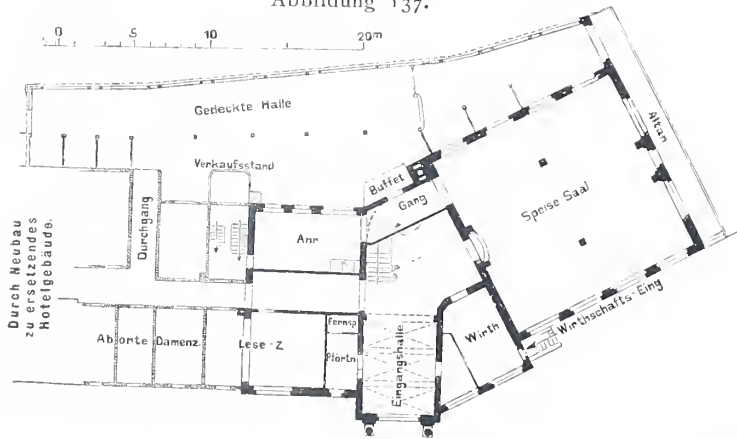 Abbildung 137.
0 5 10 20m
Gedeckte Halle
Verkaufsstand
Altan
Buffet
Gang
Speise Saal
Durchgang
Anr
Durch Neubau
zu ersetzendes
Hotelgebäude.
Aborte
Damenz.
Lese-Z
Fernsp
Pförtn
Eingangshalle
Wirth
Wirthschafts-Eing